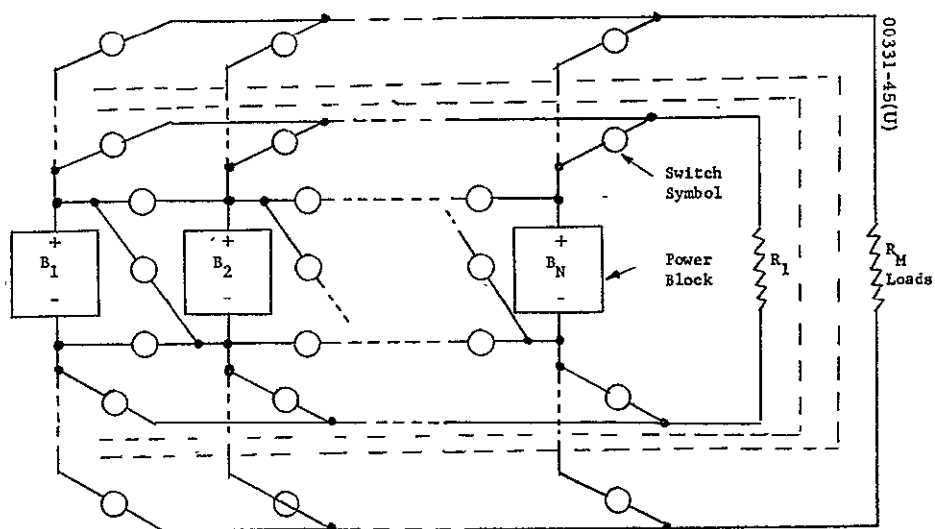 00331-45(U)
Switch
Symbol
+
B1
-
+
B2
-
+
BN
-
Power
Block
R1
RM
Loads